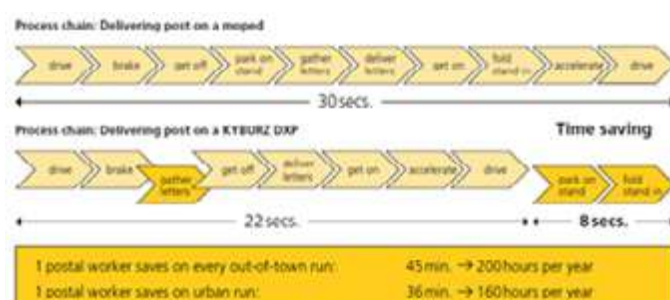 Process chain: Delivering post on a moped
drive brake get off park on stand gather letters deliver letters get on fold stand in accelerate drive
30 secs.
Process chain: Delivering post on a KYBURZ DXP
Time saving
drive brake gather letters get off deliver letters get on accelerate drive park on stand fold stand in
22 secs.
8 secs.
1 postal worker saves on every out-of-town run: 45 min. → 200 hours per year
1 postal worker saves on urban run: 36 min. → 160 hours per year